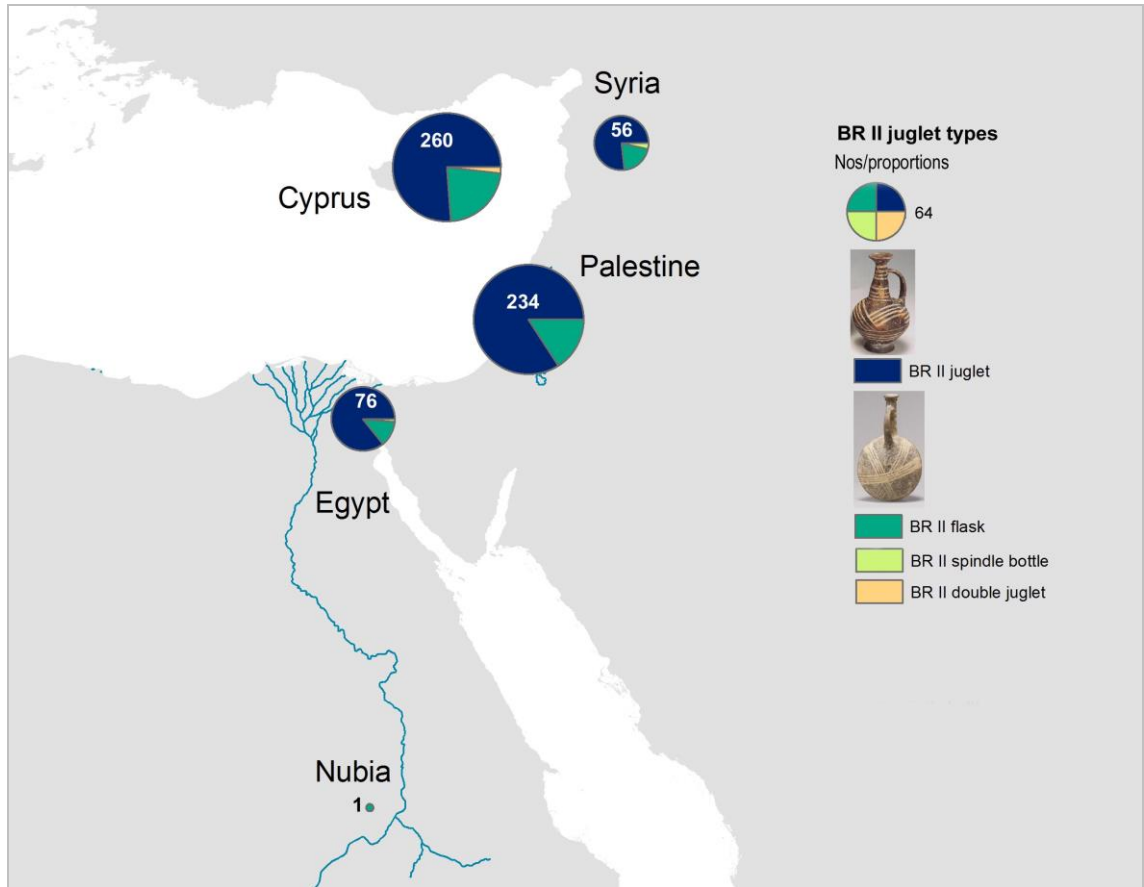 Syria
56
260
Cyprus
Palestine
234
76
Egypt
Nubia
1
BR II juglet types
Nos/proportions
64
BR II juglet
BR II flask
BR II spindle bottle
BR II double juglet